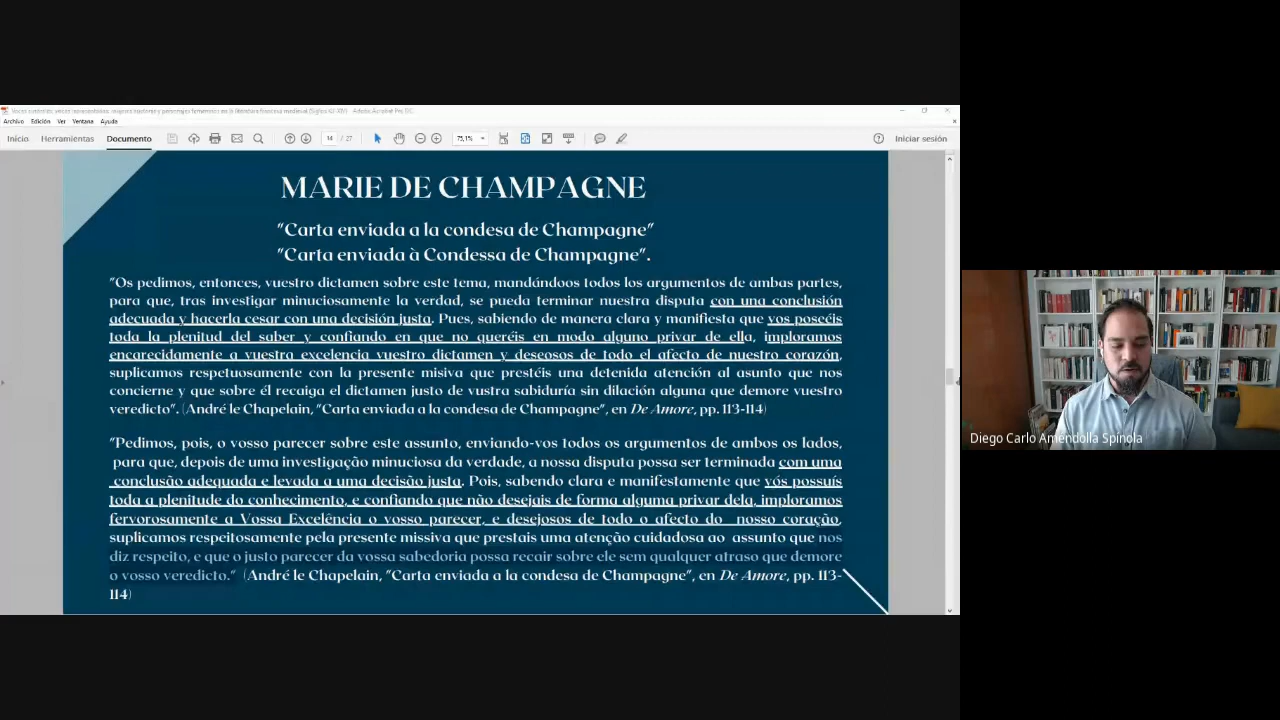 Archivo Edición Ver Ventana Ayuda
Inicio Herramientas Documento 14 / 27 75,1% Iniciar sesión
MARIE DE CHAMPAGNE
"Carta enviada a la condesa de Champagne"
"Carta enviada à Condessa de Champagne".
"Os pedimos, entonces, vuestro dictamen sobre este tema, mandándoos todos los argumentos de ambas partes,
para que, tras investigar minuciosamente la verdad, se pueda terminar nuestra disputa con una conclusión
adecuada y hacerla cesar con una decisión justa. Pues, sabiendo de manera clara y manifiesta que vos poseéis
toda la plenitud del saber y confiando en que no queréis en modo alguno privar de ella, imploramos
encarecidamente a vuestra excelencia vuestro dictamen y deseosos de todo el afecto de nuestro corazón,
suplicamos respetuosamente con la presente misiva que prestéis una detenida atención al asunto que nos
concierne y que sobre él recaiga el dictamen justo de vustra sabiduría sin dilación alguna que demore vuestro
veredicto". (André le Chapelain, "Carta enviada a la condesa de Champagne", en De Amore, pp. 113-114)
"Pedimos, pois, o vosso parecer sobre este assunto, enviando-vos todos os argumentos de ambos os lados,
para que, depois de uma investigação minuciosa da verdade, a nossa disputa possa ser terminada com uma
conclusão adequada e levada a uma decisão justa. Pois, sabendo clara e manifestamente que vós possuís
toda a plenitude do conhecimento, e confiando que não desejais de forma alguma privar dela, imploramos
fervorosamente a Vossa Excelência o vosso parecer, e desejosos de todo o afecto do nosso coração,
suplicamos respeitosamente pela presente missiva que prestais uma atenção cuidadosa ao assunto que nos
diz respeito, e que o justo parecer da vossa sabedoria possa recair sobre ele sem qualquer atraso que demore
o vosso veredicto." (André le Chapelain, "Carta enviada a la condesa de Champagne", en De Amore, pp. 113-
114)
Diego Carlo Amendolla Spinola